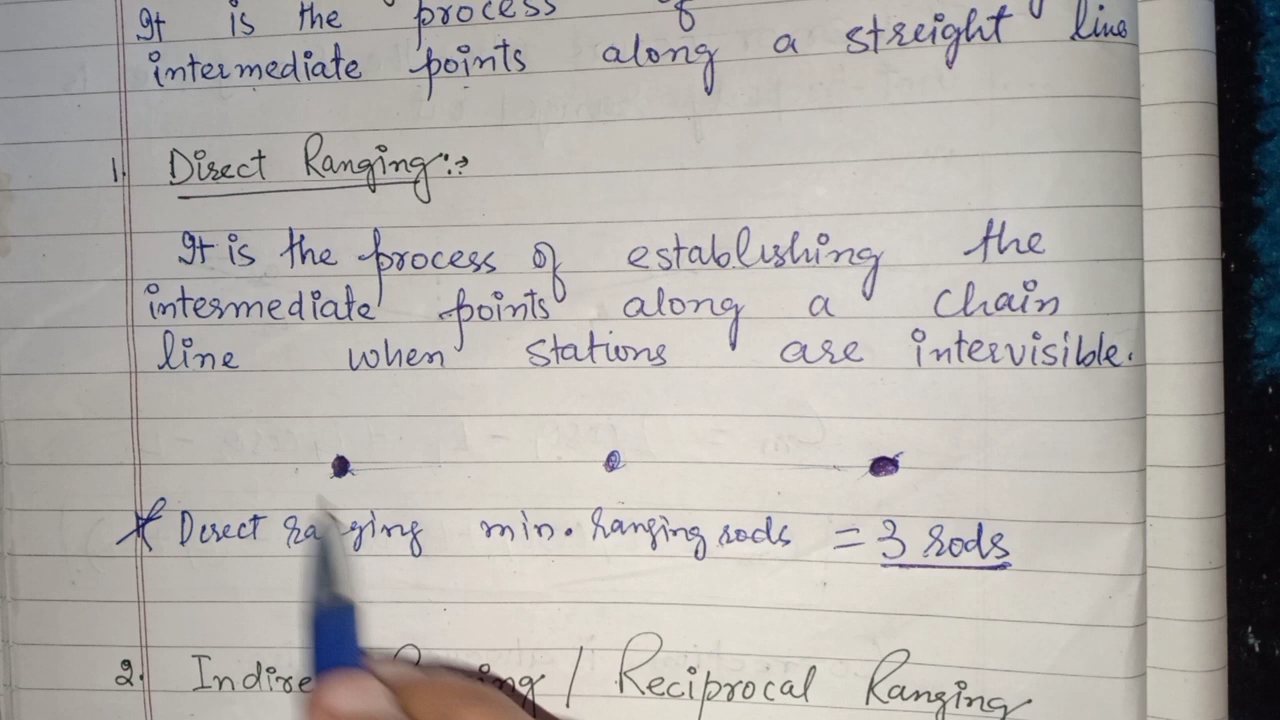 It is the process of
intermediate points along a streight line
1. Direct Ranging:→
It is the process of establishing the
intermediate points along a chain
line when stations are intervisible.
* Derect ranging min. ranging rods = 3 rods
2. Indire / Reciprocal Ranging